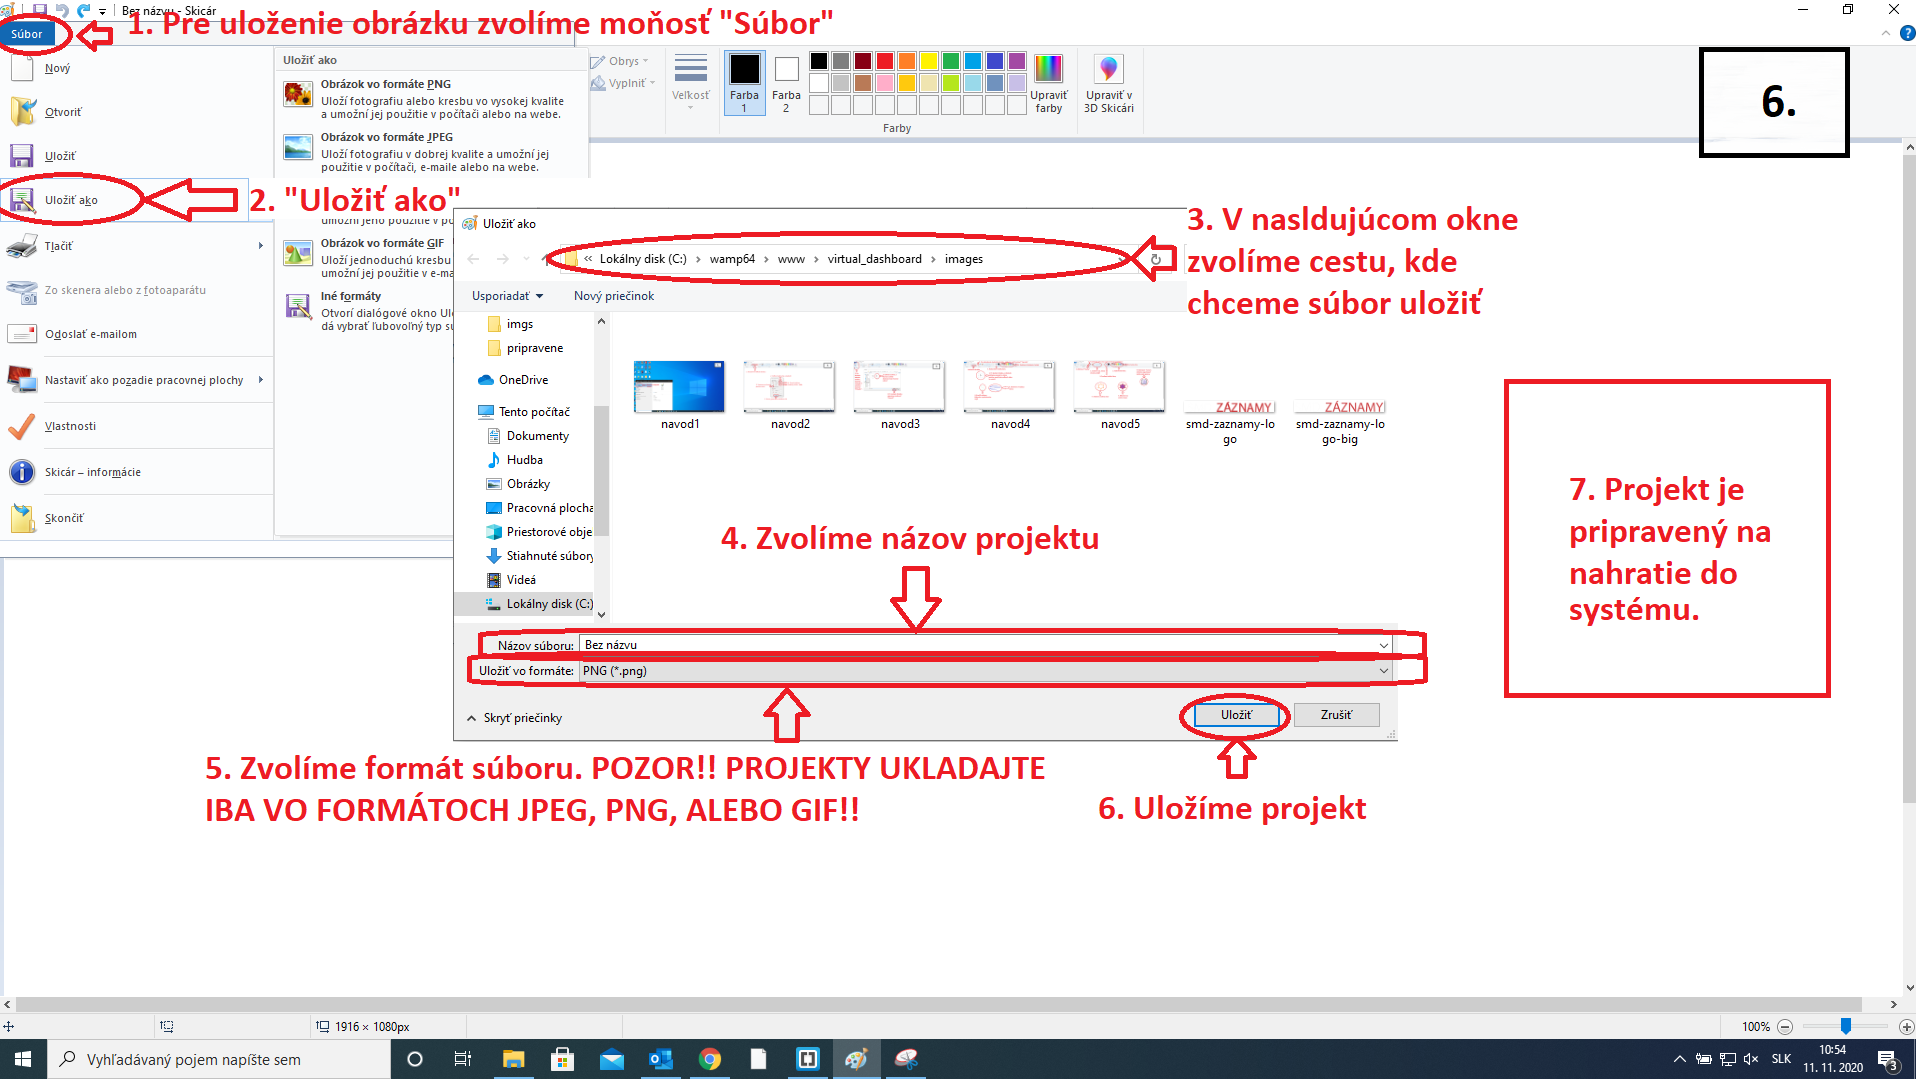 Bez názvu - Skicár
1. Pre uloženie obrázku zvolíme moňosť "Súbor"
Súbor
Nový
Otvoriť
Uložiť
Uložiť ako
Tlačiť
Zo skenera alebo z fotoaparátu
Odoslať e-mailom
Nastaviť ako pozadie pracovnej plochy
Vlastnosti
Skicár – informácie
Skončiť
Uložiť ako
Obrázok vo formáte PNG
Uloží fotografiu alebo kresbu vo vysokej kvalite
a umožní jej použitie v počítači alebo na webe.
Obrázok vo formáte JPEG
Uloží fotografiu v dobrej kvalite a umožní jej
použitie v počítači, e-maile alebo na webe.
2. "Uložiť ako"
umožní jeho použitie v po
Obrázok vo formáte GIF
Uloží jednoduchú kresbu
umožní jej použitie v e-ma
Iné formáty
Otvorí dialógové okno Ul
dá vybrať ľubovoľný typ sú
Obrys
Vyplniť
Veľkosť
Farba
1
Farba
2
Upraviť
farby
Farby
Upraviť v
3D Skicári
6.
Uložiť ako
« Lokálny disk (C:) › wamp64 › www › virtual_dashboard › images
3. V nasldujúcom okne
zvolíme cestu, kde
chceme súbor uložiť
Usporiadať
Nový priečinok
imgs
pripravene
OneDrive
Tento počítač
Dokumenty
Hudba
Obrázky
Pracovná plocha
Priestorové obje
Stiahnuté súbory
Videá
Lokálny disk (C:)
navod1
navod2
navod3
navod4
navod5
ZÁZNAMY
smd-zaznamy-lo
go
ZÁZNAMY
smd-zaznamy-lo
go-big
4. Zvolíme názov projektu
Názov súboru: Bez názvu
Uložiť vo formáte: PNG (*.png)
Skryť priečinky
Uložiť
Zrušiť
5. Zvolíme formát súboru. POZOR!! PROJEKTY UKLADAJTE
IBA VO FORMÁTOCH JPEG, PNG, ALEBO GIF!!
6. Uložíme projekt
7. Projekt je
pripravený na
nahratie do
systému.
1916 × 1080px
100%
Vyhľadávaný pojem napíšte sem
SLK
10:54
11. 11. 2020
3